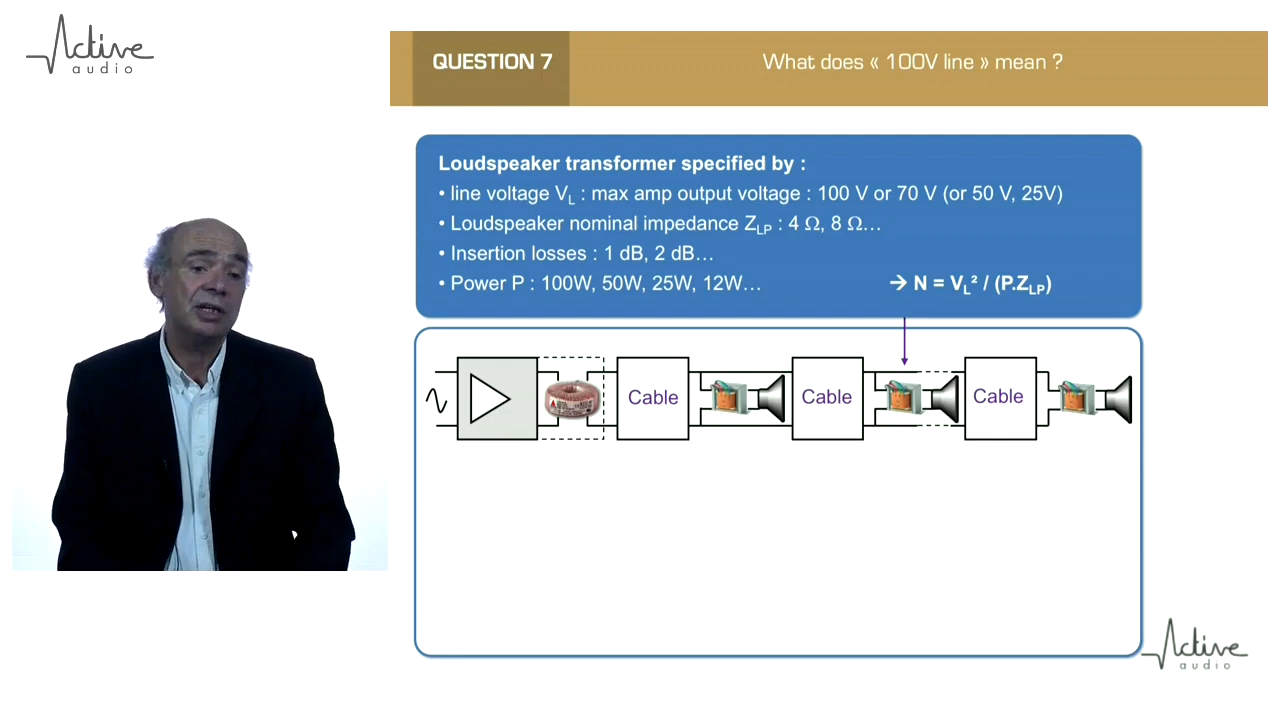 Active
audio
QUESTION 7
What does « 100V line » mean ?
Loudspeaker transformer specified by :
• line voltage VL : max amp output voltage : 100 V or 70 V (or 50 V, 25V)
• Loudspeaker nominal impedance ZLP : 4 Ω, 8 Ω…
• Insertion losses : 1 dB, 2 dB…
• Power P : 100W, 50W, 25W, 12W… → N = VL² / (P.ZLP)
Cable
Cable
Cable
Active
audio